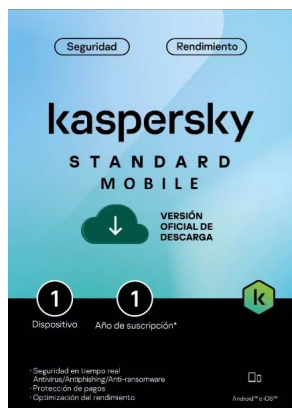 Seguridad
Rendimiento
kaspersky
STANDARD
MOBILE
VERSIÓN
OFICIAL DE
DESCARGA
1
Dispositivo
1
Año de suscripción*
k
· Seguridad en tiempo real
Antivirus/Antiphishing/Anti-ransomware
· Protección de pagos
· Optimización del rendimiento
Android™ e iOS™